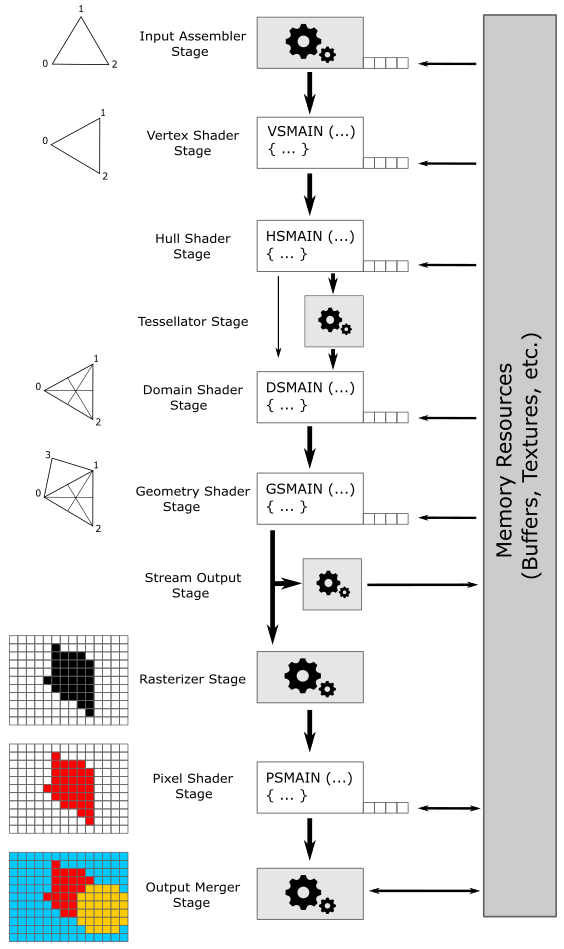 1
0
2
Input Assembler
Stage
1
0
2
Vertex Shader
Stage
VSMAIN (...)
{ ... }
Hull Shader
Stage
HSMAIN (...)
{ ... }
Tessellator Stage
1
0
2
Domain Shader
Stage
DSMAIN (...)
{ ... }
3
1
0
2
Geometry Shader
Stage
GSMAIN (...)
{ ... }
Stream Output
Stage
Rasterizer Stage
Pixel Shader
Stage
PSMAIN (...)
{ ... }
Output Merger
Stage
Memory Resources
(Buffers, Textures, etc.)